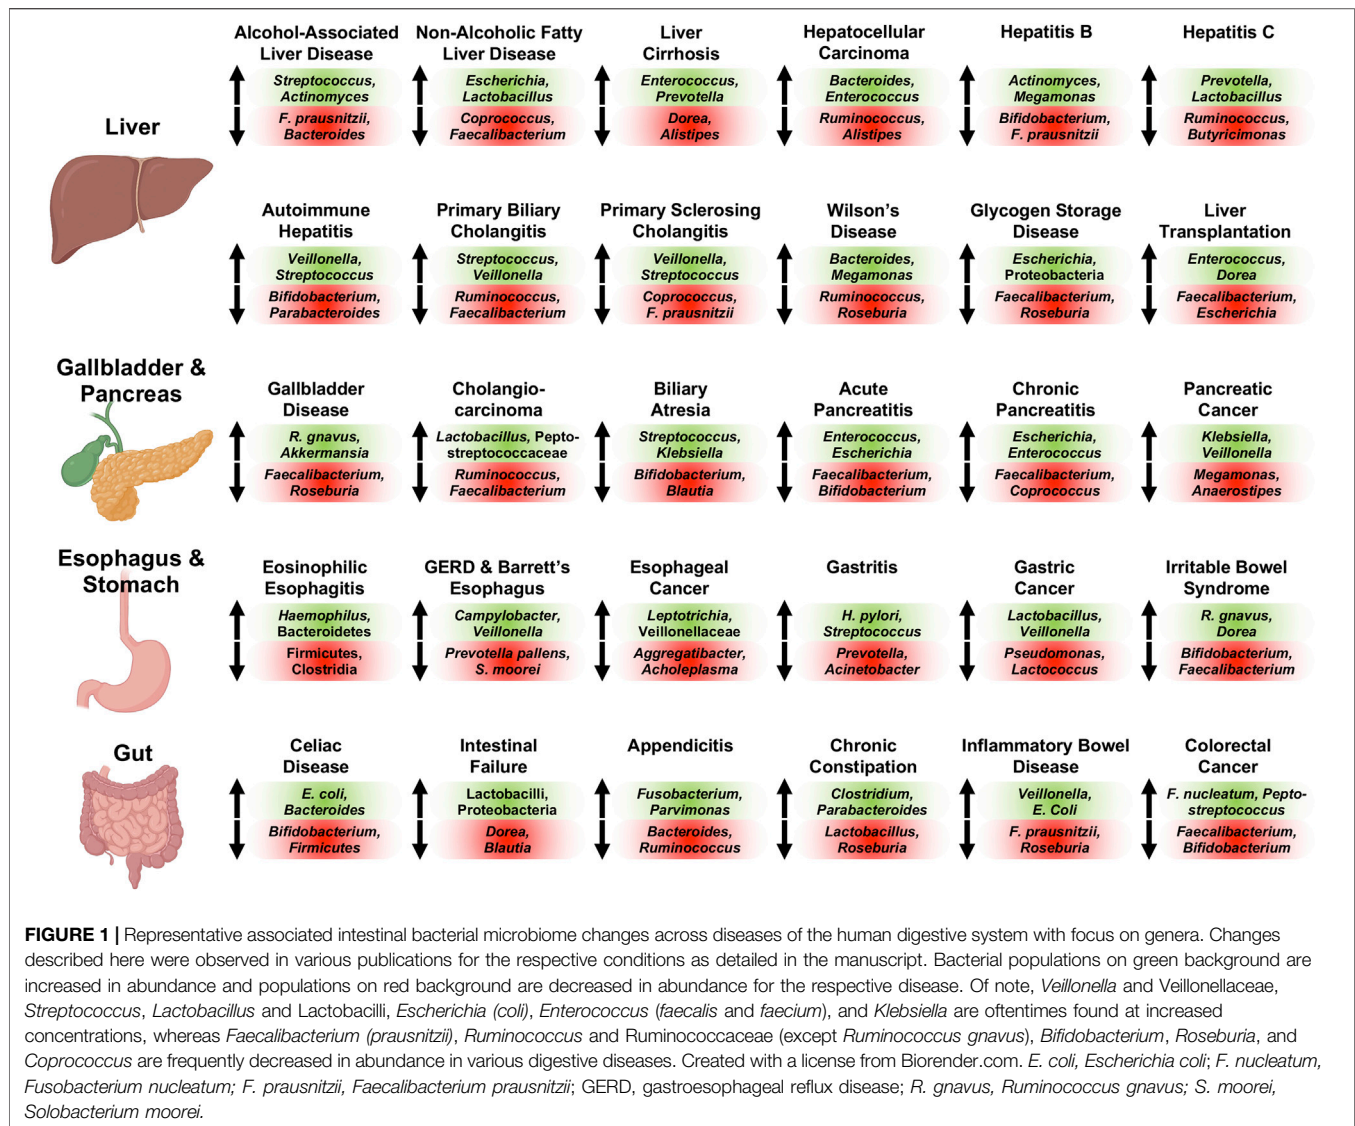 Liver
Alcohol-Associated
Liver Disease
Streptococcus,
Actinomyces
F. prausnitzii,
Bacteroides
Non-Alcoholic Fatty
Liver Disease
Escherichia,
Lactobacillus
Coprococcus,
Faecalibacterium
Liver
Cirrhosis
Enterococcus,
Prevotella
Dorea,
Alistipes
Hepatocellular
Carcinoma
Bacteroides,
Enterococcus
Ruminococcus,
Alistipes
Hepatitis B
Actinomyces,
Megamonas
Bifidobacterium,
F. prausnitzii
Hepatitis C
Prevotella,
Lactobacillus
Ruminococcus,
Butyricimonas
Autoimmune
Hepatitis
Veillonella,
Streptococcus
Bifidobacterium,
Parabacteroides
Primary Biliary
Cholangitis
Streptococcus,
Veillonella
Ruminococcus,
Faecalibacterium
Primary Sclerosing
Cholangitis
Veillonella,
Streptococcus
Coprococcus,
F. prausnitzii
Wilson's
Disease
Bacteroides,
Megamonas
Ruminococcus,
Roseburia
Glycogen Storage
Disease
Escherichia,
Proteobacteria
Faecalibacterium,
Roseburia
Liver
Transplantation
Enterococcus,
Dorea
Faecalibacterium,
Escherichia
Gallbladder &
Pancreas
Gallbladder
Disease
R. gnavus,
Akkermansia
Faecalibacterium,
Roseburia
Cholangio-
carcinoma
Lactobacillus, Pepto-
streptococcaceae
Ruminococcus,
Faecalibacterium
Biliary
Atresia
Streptococcus,
Klebsiella
Bifidobacterium,
Blautia
Acute
Pancreatitis
Enterococcus,
Escherichia
Faecalibacterium,
Bifidobacterium
Chronic
Pancreatitis
Escherichia,
Enterococcus
Faecalibacterium,
Coprococcus
Pancreatic
Cancer
Klebsiella,
Veillonella
Megamonas,
Anaerostipes
Esophagus &
Stomach
Eosinophilic
Esophagitis
Haemophilus,
Bacteroidetes
Firmicutes,
Clostridia
GERD & Barrett's
Esophagus
Campylobacter,
Veillonella
Prevotella pallens,
S. moorei
Esophageal
Cancer
Leptotrichia,
Veillonellaceae
Aggregatibacter,
Acholeplasma
Gastritis
H. pylori,
Streptococcus
Prevotella,
Acinetobacter
Gastric
Cancer
Lactobacillus,
Veillonella
Pseudomonas,
Lactococcus
Irritable Bowel
Syndrome
R. gnavus,
Dorea
Bifidobacterium,
Faecalibacterium
Gut
Celiac
Disease
E. coli,
Bacteroides
Bifidobacterium,
Firmicutes
Intestinal
Failure
Lactobacilli,
Proteobacteria
Dorea,
Blautia
Appendicitis
Fusobacterium,
Parvimonas
Bacteroides,
Ruminococcus
Chronic
Constipation
Clostridium,
Parabacteroides
Lactobacillus,
Roseburia
Inflammatory Bowel
Disease
Veillonella,
E. Coli
F. prausnitzii,
Roseburia
Colorectal
Cancer
F. nucleatum, Pepto-
streptococcus
Faecalibacterium,
Bifidobacterium
FIGURE 1 | Representative associated intestinal bacterial microbiome changes across diseases of the human digestive system with focus on genera. Changes
described here were observed in various publications for the respective conditions as detailed in the manuscript. Bacterial populations on green background are
increased in abundance and populations on red background are decreased in abundance for the respective disease. Of note, Veillonella and Veillonellaceae,
Streptococcus, Lactobacillus and Lactobacilli, Escherichia (coli), Enterococcus (faecalis and faecium), and Klebsiella are oftentimes found at increased
concentrations, whereas Faecalibacterium (prausnitzii), Ruminococcus and Ruminococcaceae (except Ruminococcus gnavus), Bifidobacterium, Roseburia, and
Coprococcus are frequently decreased in abundance in various digestive diseases. Created with a license from Biorender.com. E. coli, Escherichia coli; F. nucleatum,
Fusobacterium nucleatum; F. prausnitzii, Faecalibacterium prausnitzii; GERD, gastroesophageal reflux disease; R. gnavus, Ruminococcus gnavus; S. moorei,
Solobacterium moorei.